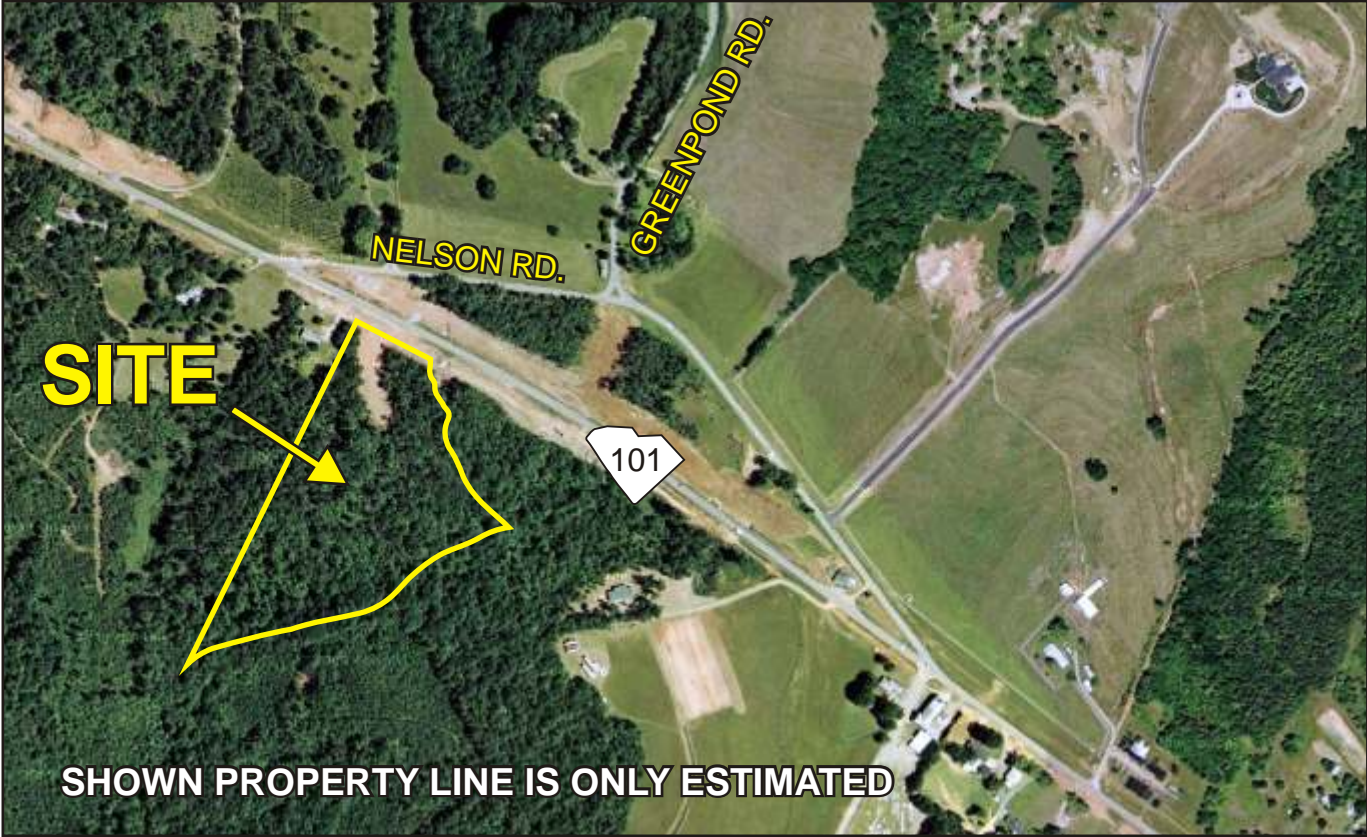 GREENPOND RD.
NELSON RD.
SITE
101
SHOWN PROPERTY LINE IS ONLY ESTIMATED